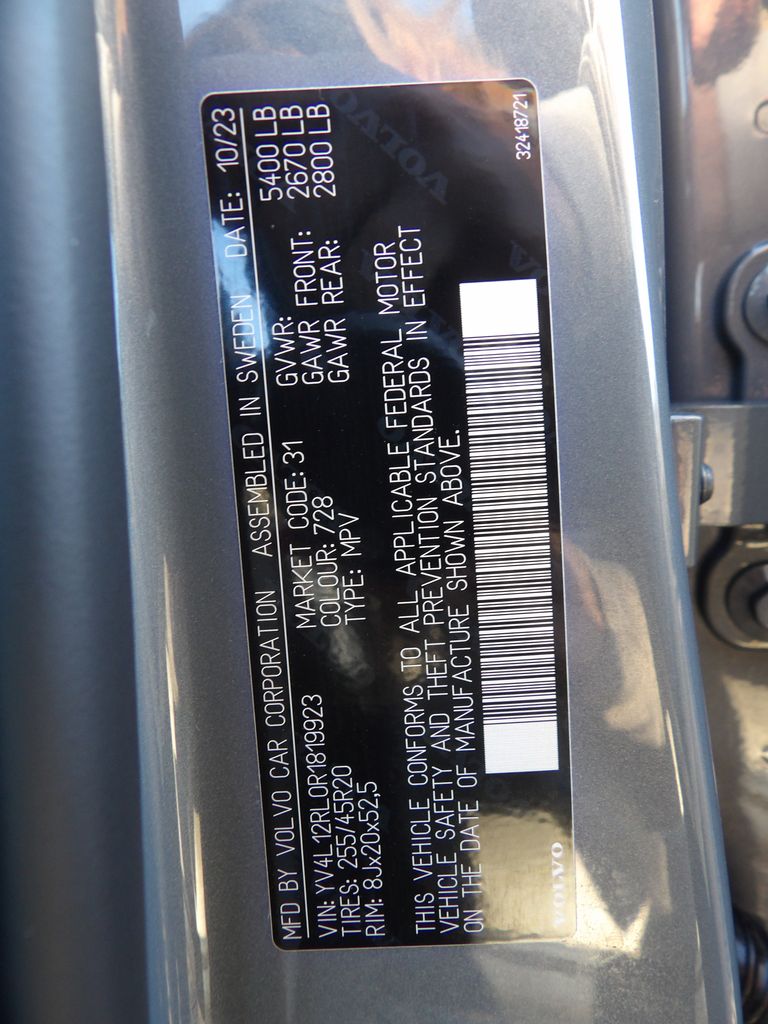 MFD BY VOLVO CAR CORPORATION ASSEMBLED IN SWEDEN DATE: 10/23
VIN: YV4L12RL0R1819923
TIRES: 255/45R20
RIM: 8Jx20x52,5
MARKET CODE: 31
COLOUR: 728
TYPE: MPV
GVWR: 5400 LB
GAWR FRONT: 2670 LB
GAWR REAR: 2800 LB
THIS VEHICLE CONFORMS TO ALL APPLICABLE FEDERAL MOTOR
VEHICLE SAFETY AND THEFT PREVENTION STANDARDS IN EFFECT
ON THE DATE OF MANUFACTURE SHOWN ABOVE.
VOLVO
32418721
VOLVO